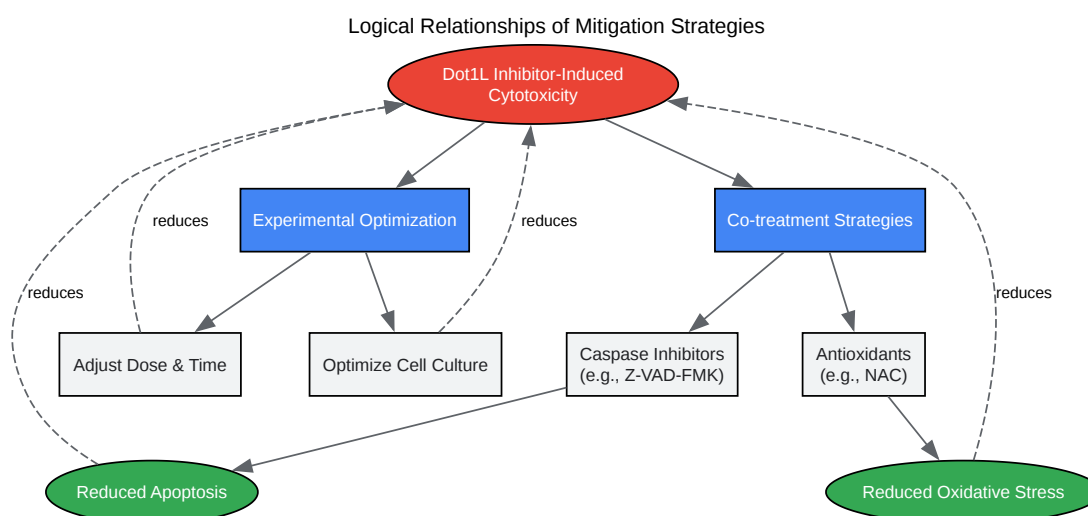 Logical Relationships of Mitigation Strategies
Dot1L Inhibitor-Induced
Cytotoxicity
Experimental Optimization
Co-treatment Strategies
reduces
reduces
reduces
reduces
Adjust Dose & Time
Optimize Cell Culture
Caspase Inhibitors
(e.g., Z-VAD-FMK)
Antioxidants
(e.g., NAC)
Reduced Apoptosis
Reduced Oxidative Stress